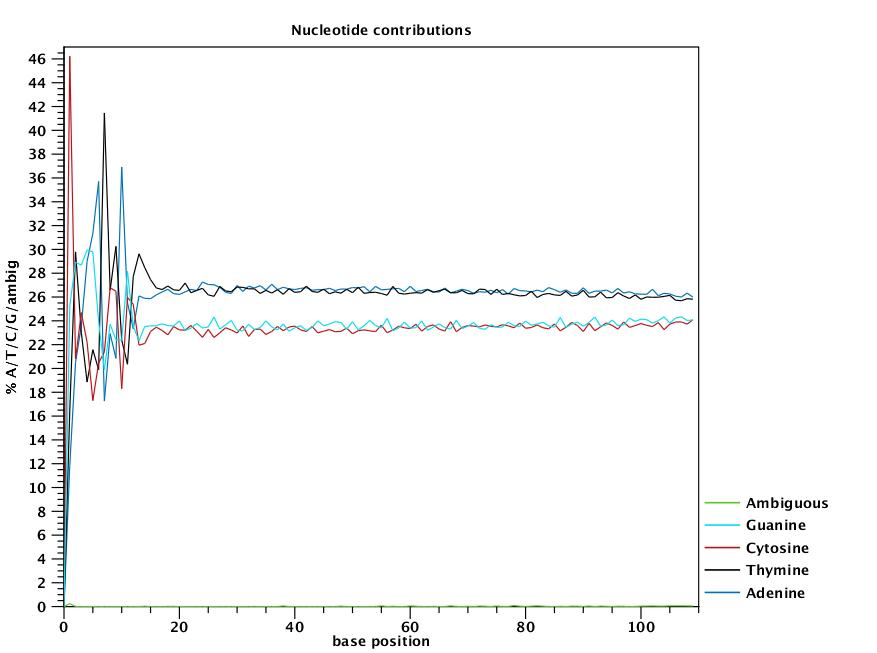 Nucleotide contributions
% A/T/C/G/ambig
46
44
42
40
38
36
34
32
30
28
26
24
22
20
18
16
14
12
10
8
6
4
2
0
0 20 40 60 80 100
base position
Ambiguous
Guanine
Cytosine
Thymine
Adenine